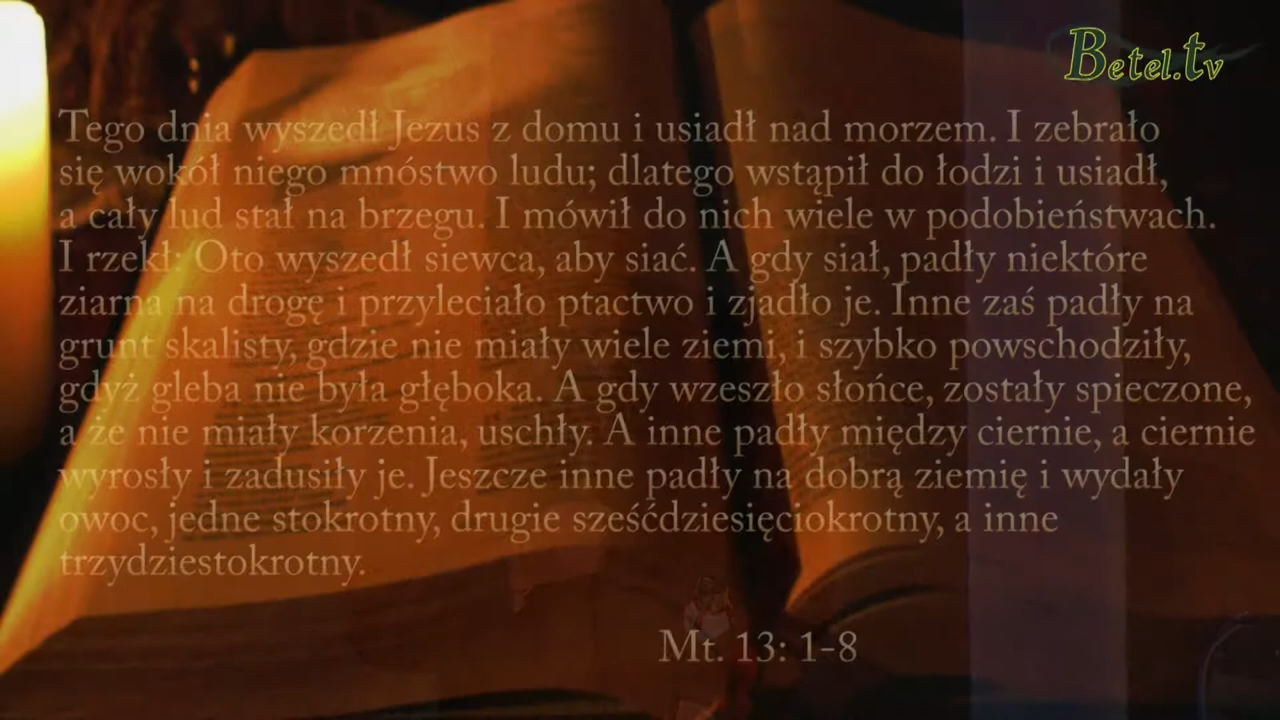 Betel.tv
Tego dnia wyszedł Jezus z domu i usiadł nad morzem. I zebrało
się wokół niego mnóstwo ludu; dlatego wstąpił do łodzi i usiadł,
a cały lud stał na brzegu. I mówił do nich wiele w podobieństwach.
I rzekł: Oto wyszedł siewca, aby siać. A gdy siał, padły niektóre
ziarna na drogę i przyleciało ptactwo i zjadło je. Inne zaś padły na
grunt skalisty, gdzie nie miały wiele ziemi, i szybko powschodziły,
gdyż gleba nie była głęboka. A gdy wzeszło słońce, zostały spieczone,
a że nie miały korzenia, uschły. A inne padły między ciernie, a ciernie
wyrosły i zadusiły je. Jeszcze inne padły na dobrą ziemię i wydały
owoc, jedne stokrotny, drugie sześćdziesięciokrotny, a inne
trzydziestokrotny.
Mt. 13: 1-8